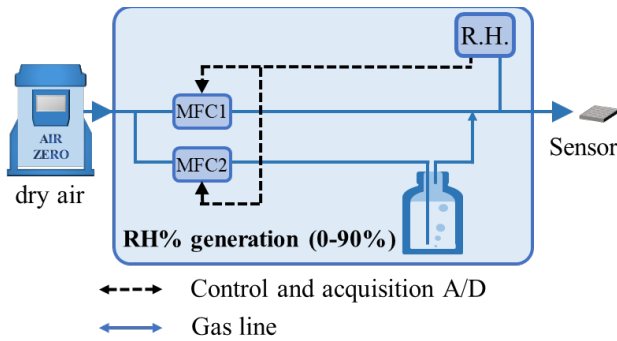 R.H.
MFC1
AIR
ZERO
dry air
Sensor
MFC2
RH% generation (0-90%)
Control and acquisition A/D
Gas line